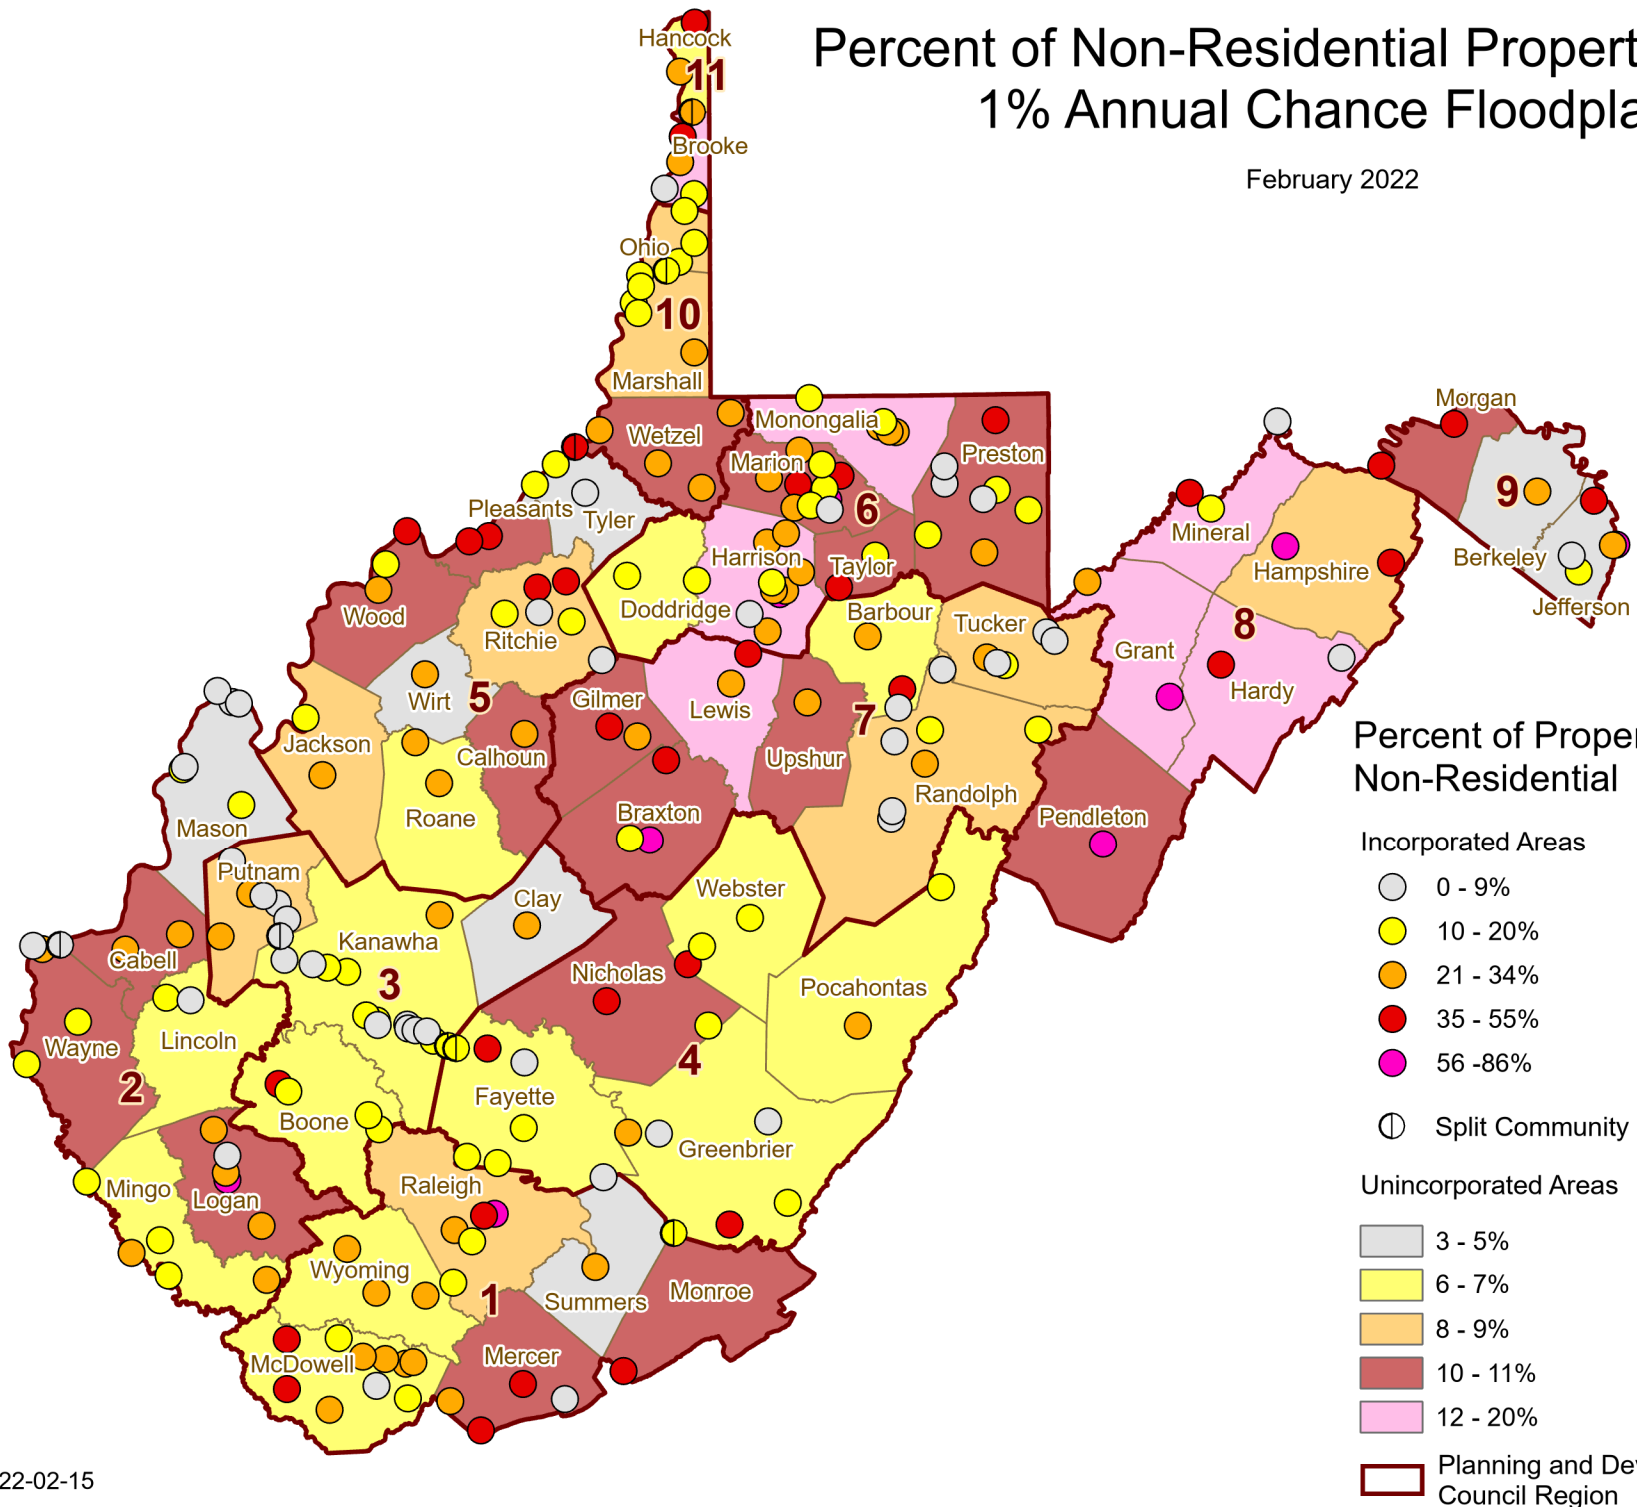 Percent of Non-Residential Propert
1% Annual Chance Floodpla
February 2022
Hancock
11
Brooke
Ohio
10
Marshall
Wetzel
Monongalia
Preston
Marion
6
Pleasants
Tyler
Harrison
Taylor
Doddridge
Wood
Ritchie
Barbour
Tucker
Morgan
9
Mineral
Berkeley
Hampshire
Jefferson
8
Grant
Hardy
Wirt
5
Gilmer
Lewis
7
Jackson
Calhoun
Upshur
Roane
Randolph
Braxton
Mason
Pendleton
Putnam
Webster
Clay
Kanawha
Cabell
3
Nicholas
Pocahontas
Wayne
Lincoln
4
2
Fayette
Boone
Greenbrier
Mingo
Logan
Raleigh
Wyoming
1
Summers
Monroe
McDowell
Mercer
Percent of Proper
Non-Residential
Incorporated Areas
0 - 9%
10 - 20%
21 - 34%
35 - 55%
56 -86%
Split Community
Unincorporated Areas
3 - 5%
6 - 7%
8 - 9%
10 - 11%
12 - 20%
Planning and De
Council Region
22-02-15